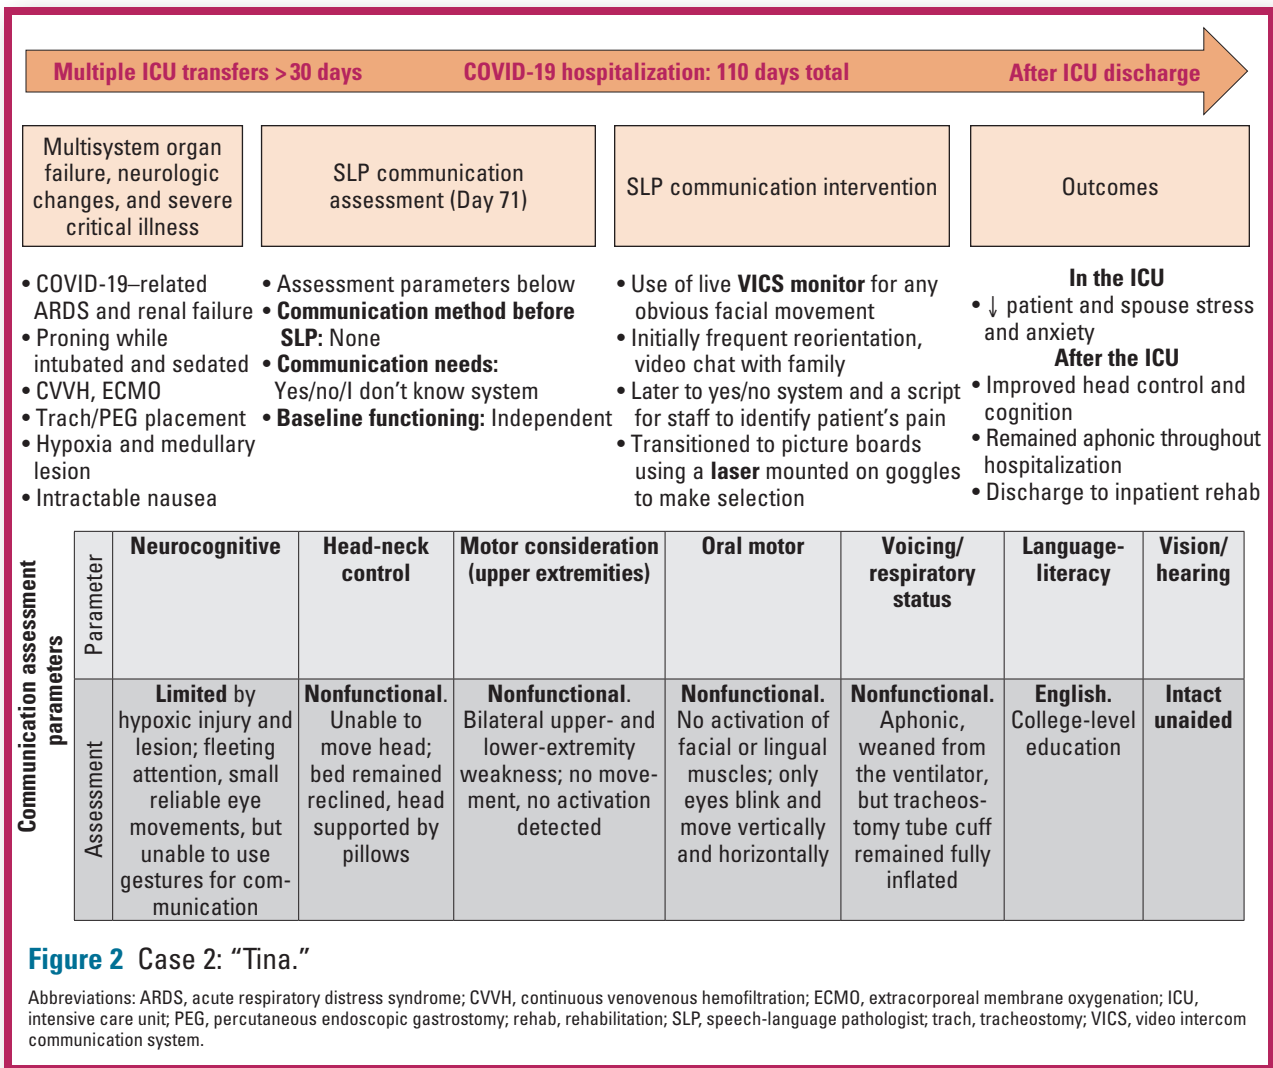 Multiple ICU transfers > 30 days
COVID-19 hospitalization: 110 days total
After ICU discharge
Multisystem organ
failure, neurologic
changes, and severe
critical illness
• COVID-19–related
ARDS and renal failure
• Proning while
intubated and sedated
• CVVH, ECMO
• Trach/PEG placement
• Hypoxia and medullary
lesion
• Intractable nausea
SLP communication
assessment (Day 71)
• Assessment parameters below
• Communication method before
SLP: None
• Communication needs:
Yes/no/I don’t know system
• Baseline functioning: Independent
SLP communication intervention
• Use of live VICS monitor for any
obvious facial movement
• Initially frequent reorientation,
video chat with family
• Later to yes/no system and a script
for staff to identify patient’s pain
• Transitioned to picture boards
using a laser mounted on goggles
to make selection
Outcomes
In the ICU
• ↓ patient and spouse stress
and anxiety
After the ICU
• Improved head control and
cognition
• Remained aphonic throughout
hospitalization
• Discharge to inpatient rehab
Communication assessment
parameters
Parameter
Neurocognitive
Head-neck
control
Motor consideration
(upper extremities)
Oral motor
Voicing/
respiratory
status
Language-
literacy
Vision/
hearing
Assessment
Limited by
hypoxic injury and
lesion; fleeting
attention, small
reliable eye
movements, but
unable to use
gestures for com-
munication
Nonfunctional.
Unable to
move head;
bed remained
reclined, head
supported by
pillows
Nonfunctional.
Bilateral upper- and
lower-extremity
weakness; no move-
ment, no activation
detected
Nonfunctional.
No activation of
facial or lingual
muscles; only
eyes blink and
move vertically
and horizontally
Nonfunctional.
Aphonic,
weaned from
the ventilator,
but tracheos-
tomy tube cuff
remained fully
inflated
English.
College-level
education
Intact
unaided
Figure 2 Case 2: “Tina.”
Abbreviations: ARDS, acute respiratory distress syndrome; CVVH, continuous venovenous hemofiltration; ECMO, extracorporeal membrane oxygenation; ICU,
intensive care unit; PEG, percutaneous endoscopic gastrostomy; rehab, rehabilitation; SLP, speech-language pathologist; trach, tracheostomy; VICS, video intercom
communication system.